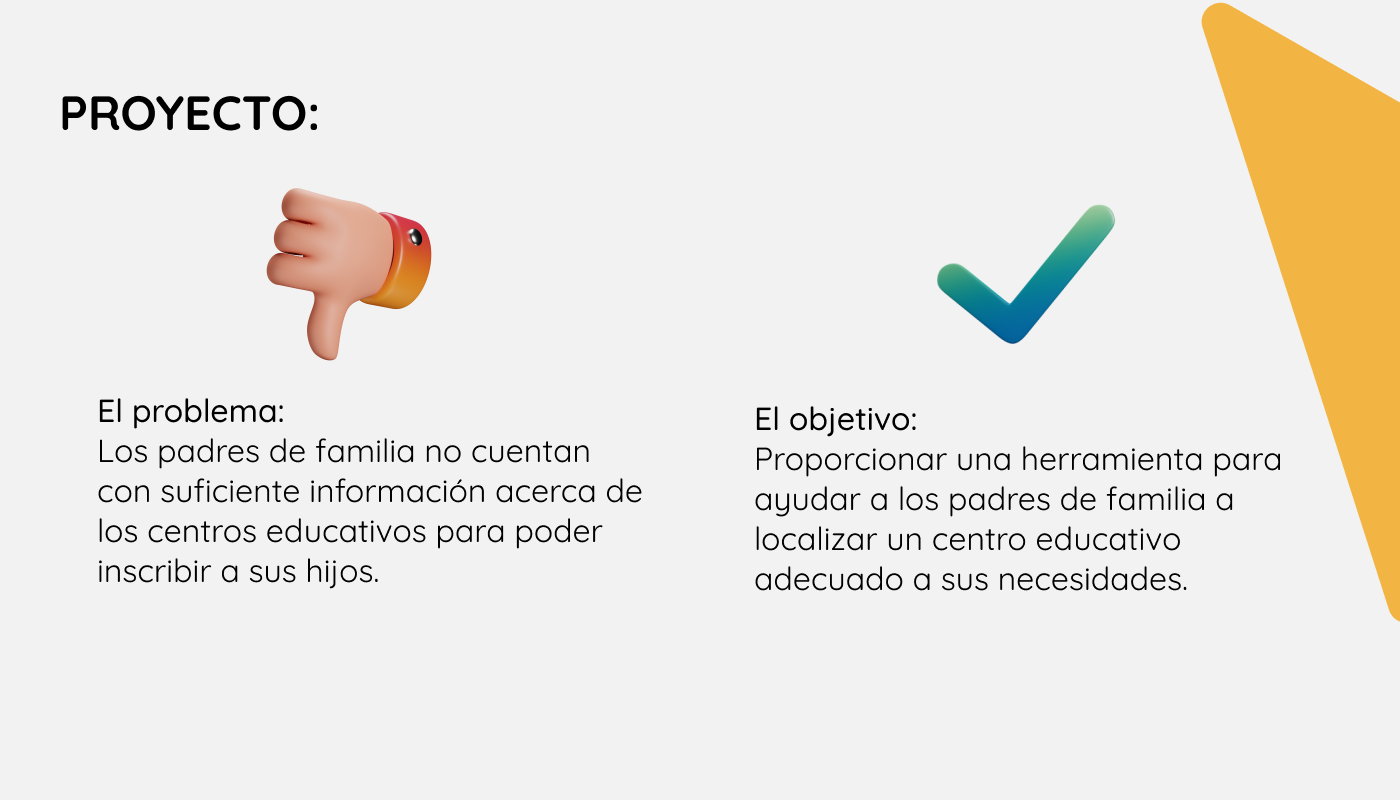 PROYECTO:
El problema:
Los padres de familia no cuentan
con suficiente información acerca de
los centros educativos para poder
inscribir a sus hijos.
El objetivo:
Proporcionar una herramienta para
ayudar a los padres de familia a
localizar un centro educativo
adecuado a sus necesidades.